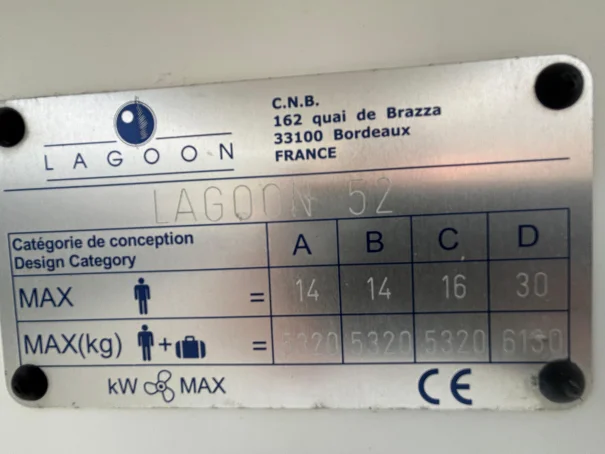 LAGOON
C.N.B.
162 quai de Brazza
33100 Bordeaux
FRANCE
LAGOON 52
Catégorie de conception
Design Category
A B C D
MAX = 14 14 16 30
MAX(kg) + = 5320 5320 5320 6130
kW MAX
CE